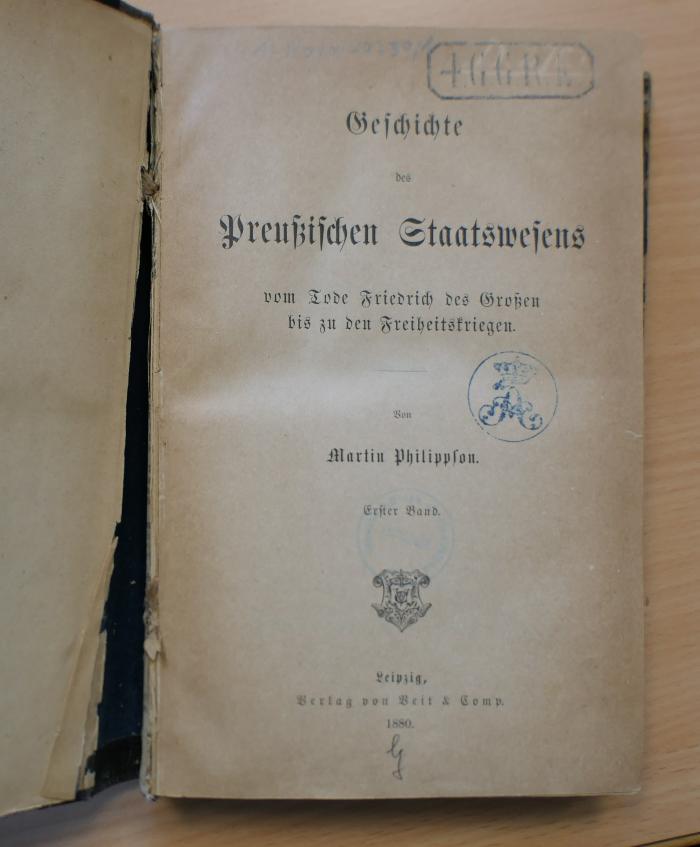 Geschichte
des
Preußischen Staatswesens
vom Tode Friedrich des Großen
bis zu den Freiheitskriegen.
Von
Martin Philippson.
Erster Band.
Leipzig,
Verlag von Veit & Comp.
1880.